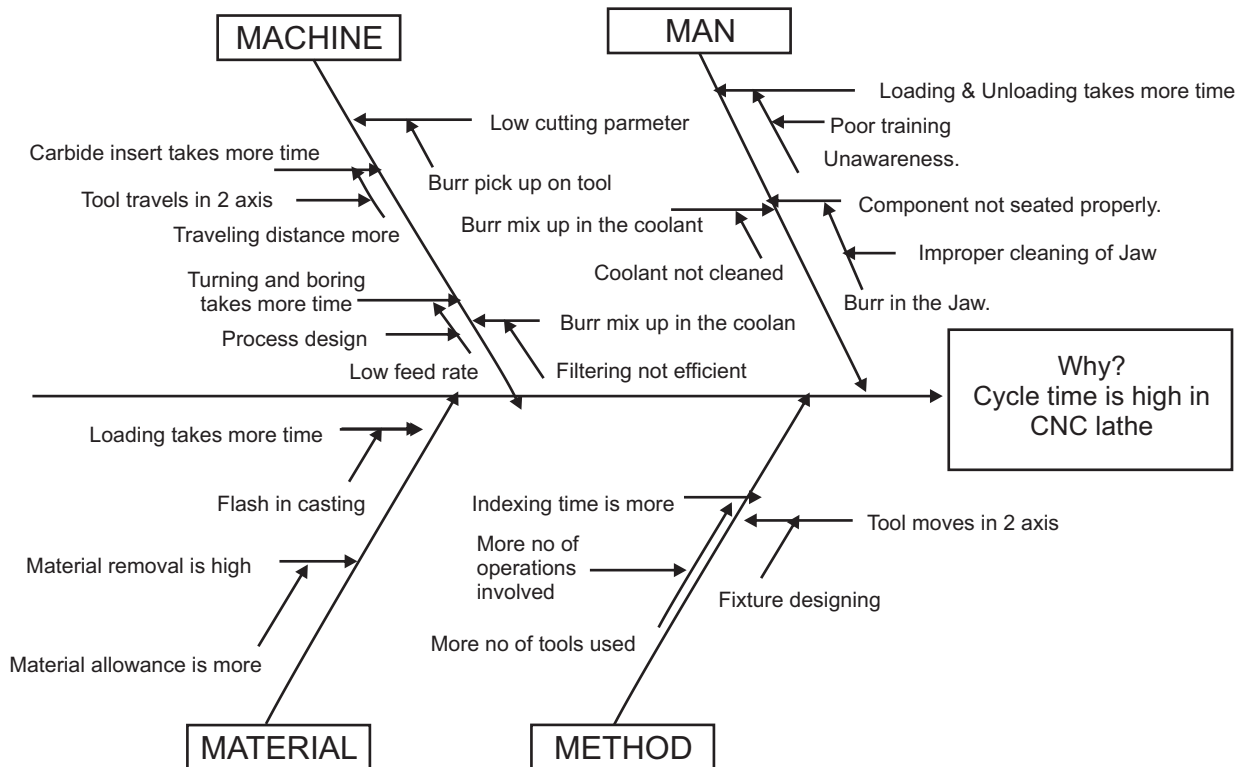 MACHINE
MAN
Low cutting parmeter
Carbide insert takes more time
Burr pick up on tool
Tool travels in 2 axis
Traveling distance more
Turning and boring
takes more time
Process design
Low feed rate
Burr mix up in the coolan
Filtering not efficient
Loading & Unloading takes more time
Poor training
Unawareness.
Burr mix up in the coolant
Component not seated properly.
Coolant not cleaned
Improper cleaning of Jaw
Burr in the Jaw.
Why?
Cycle time is high in
CNC lathe
Loading takes more time
Flash in casting
Material removal is high
Material allowance is more
Indexing time is more
Tool moves in 2 axis
More no of
operations
involved
Fixture designing
More no of tools used
MATERIAL
METHOD